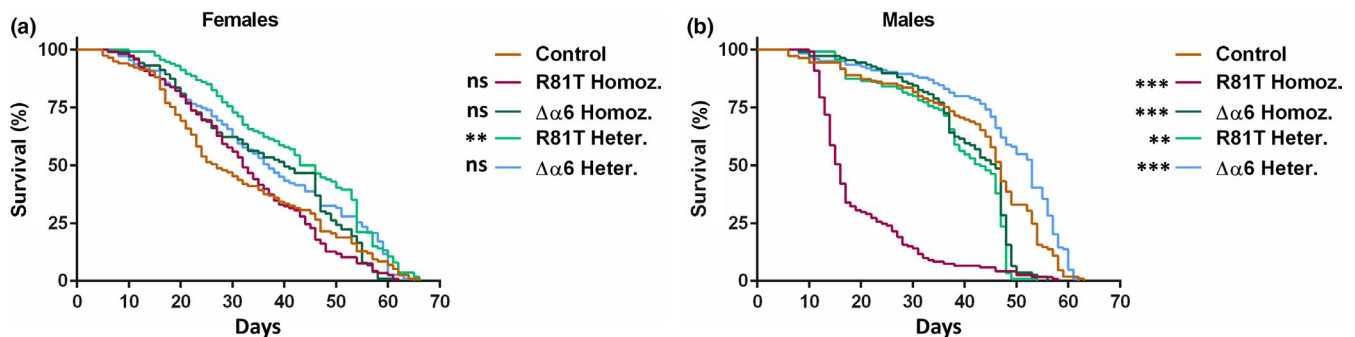 (a)
Females
Survival (%)
100
75
50
25
0
0 10 20 30 40 50 60 70
Days
Control
ns R81T Homoz.
ns Δα6 Homoz.
** R81T Heter.
ns Δα6 Heter.
(b)
Males
Survival (%)
100
75
50
25
0
0 10 20 30 40 50 60 70
Days
Control
*** R81T Homoz.
*** Δα6 Homoz.
** R81T Heter.
*** Δα6 Heter.